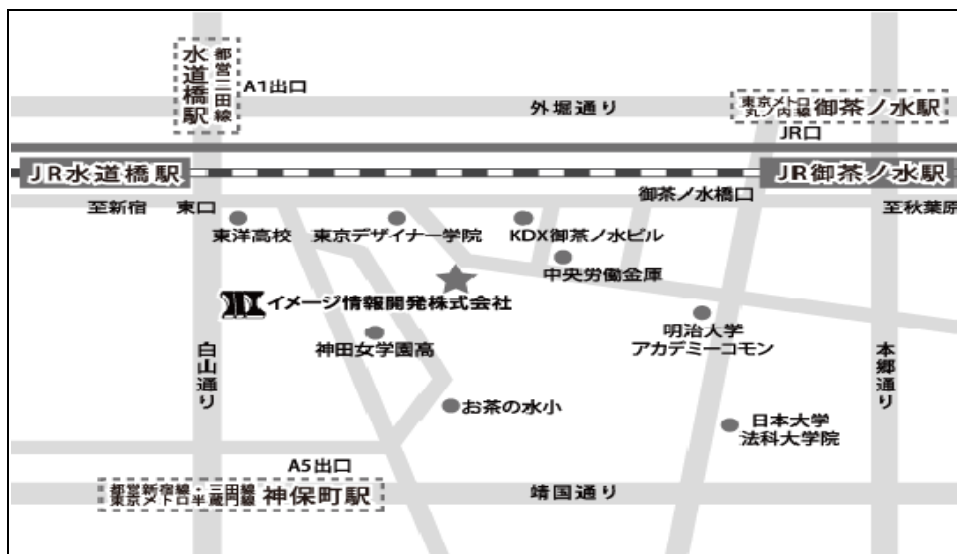 水道橋駅
都営三田線
A1出口
外堀通り
東京メトロ
丸ノ内線
御茶ノ水駅
JR口
JR水道橋駅
JR御茶ノ水駅
御茶ノ水橋口
至新宿
東口
至秋葉原
東洋高校
東京デザイナー学院
KDX御茶ノ水ビル
中央労働金庫
イメージ情報開発株式会社
神田女学園高
明治大学
アカデミーコモン
白山通り
本郷通り
お茶の水小
日本大学
法科大学院
A5出口
都営新宿線・三田線
東京メトロ半蔵門線
神保町駅
靖国通り